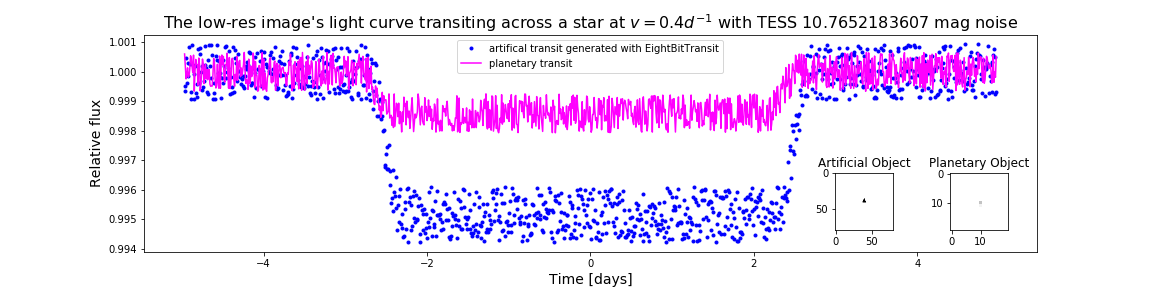 The low-res image's light curve transiting across a star at v = 0.4d⁻¹ with TESS 10.7652183607 mag noise
1.001
1.000
0.999
0.998
0.997
0.996
0.995
0.994
Relative flux
artifical transit generated with EightBitTransit
planetary transit
Artificial Object
0
50
0 50
Planetary Object
0
10
0 10
−4 −2 0 2 4
Time [days]